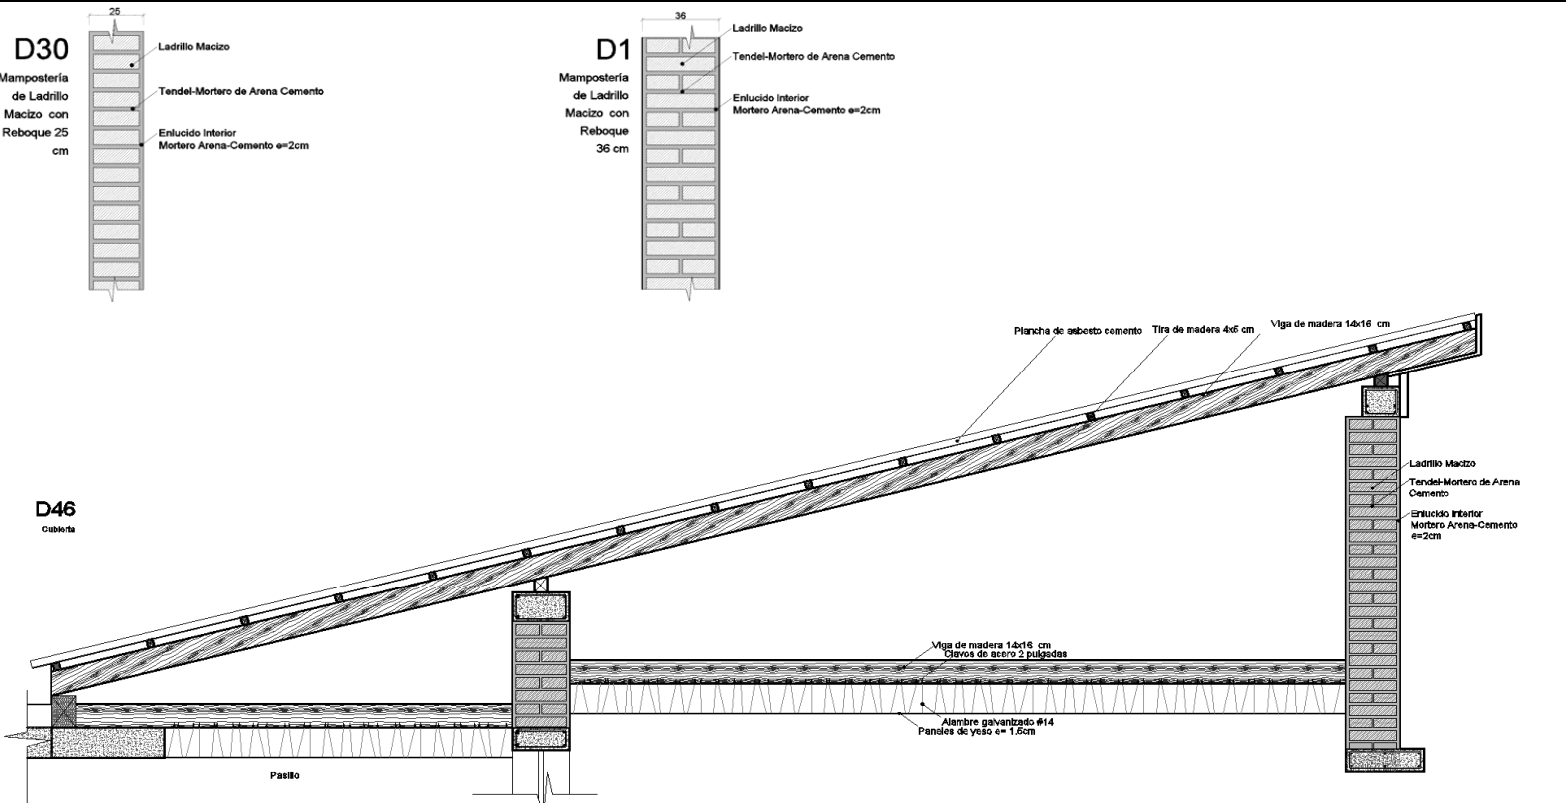 25
D30
Mampostería
de Ladrillo
Macizo con
Reboque 25
cm
Ladrillo Macizo
Tendel-Mortero de Arena Cemento
Enlucido Interior
Mortero Arena-Cemento e=2cm
36
D1
Mampostería
de Ladrillo
Macizo con
Reboque
36 cm
Ladrillo Macizo
Tendel-Mortero de Arena Cemento
Enlucido Interior
Mortero Arena-Cemento e=2cm
D46
Cubierta
Plancha de asbesto cemento
Tira de madera 4x5 cm
Viga de madera 14x16 cm
Ladrillo Macizo
Tendel-Mortero de Arena
Cemento
Enlucido Interior
Mortero Arena-Cemento
e=2cm
Viga de madera 14x16 cm
Clavos de acero 2 pulgadas
Alambre galvanizado #14
Paneles de yeso e= 1.5cm
Pasillo